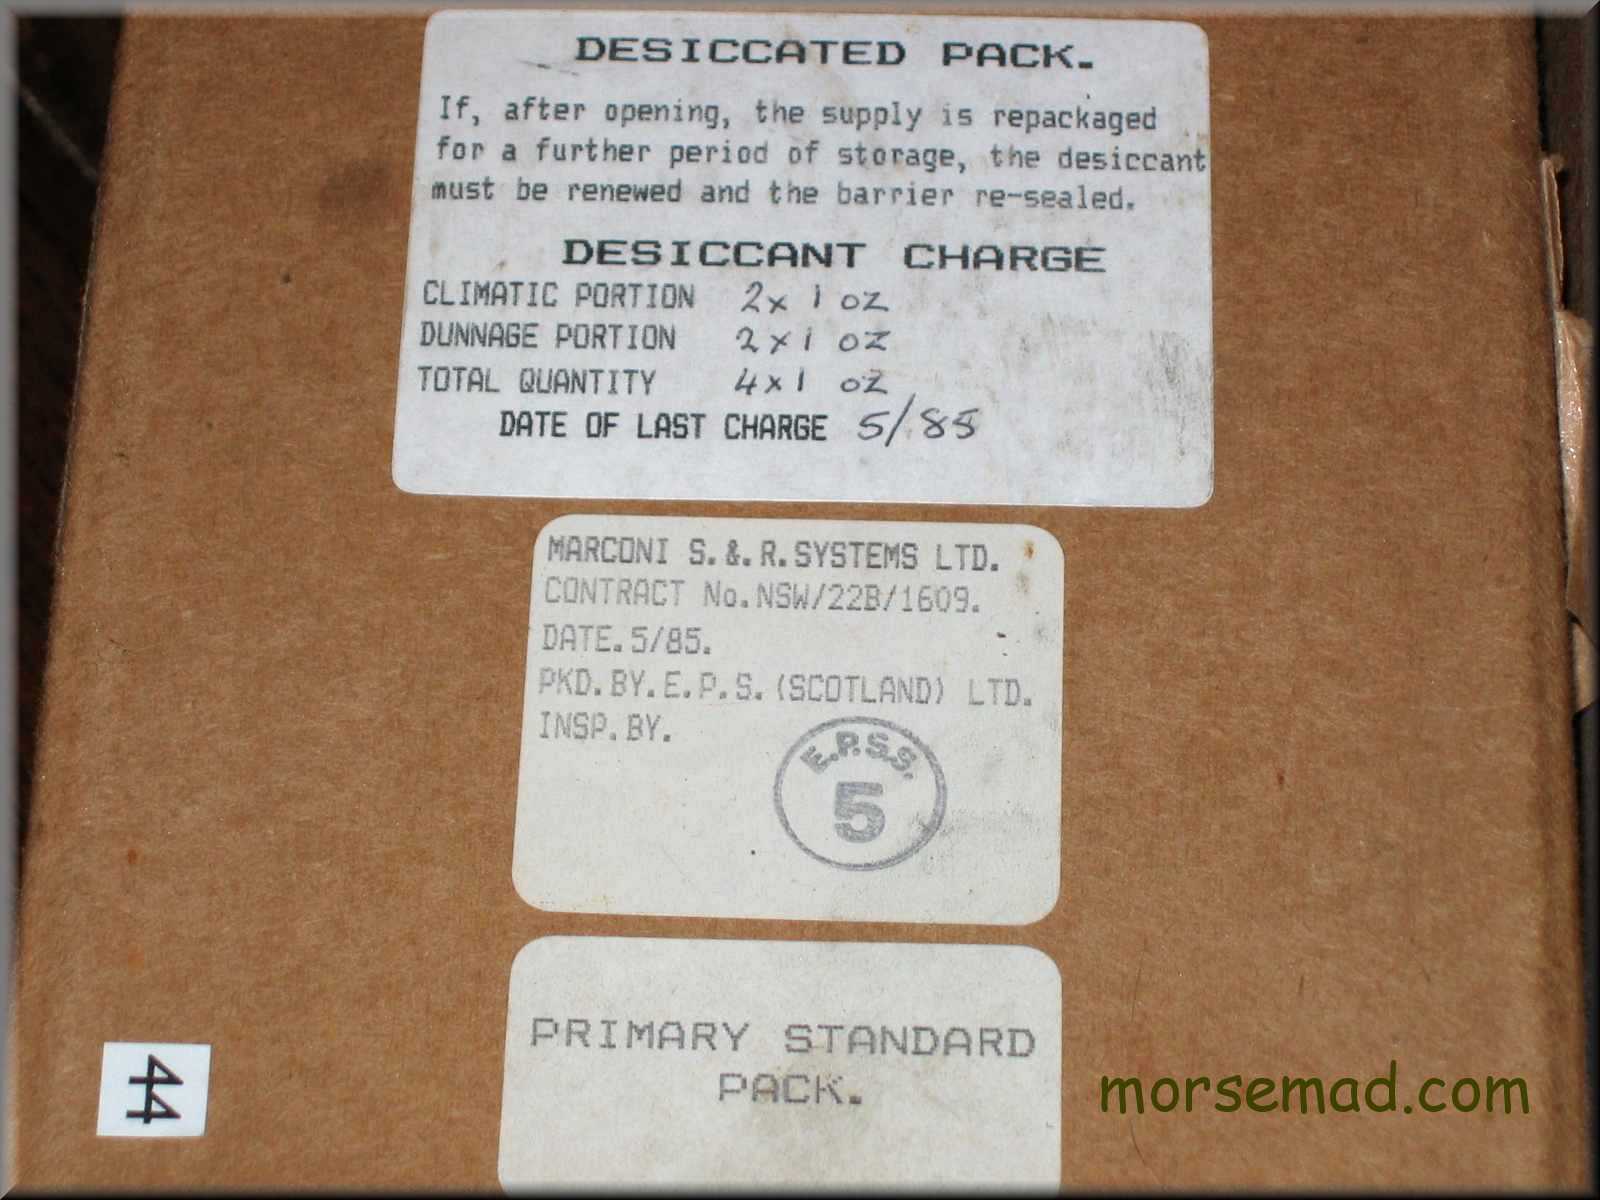 DESICCATED PACK.
If, after opening, the supply is repackaged
for a further period of storage, the desiccant
must be renewed and the barrier re-sealed.
DESICCANT CHARGE
CLIMATIC PORTION 2x 1 oz
DUNNAGE PORTION 2x1 oz
TOTAL QUANTITY 4x1 oz
DATE OF LAST CHARGE 5/85
MARCONI S.&.R.SYSTEMS LTD.
CONTRACT No.NSW/22B/1609.
DATE.5/85.
PKD.BY.E.P.S.(SCOTLAND) LTD.
INSP.BY.
E.P.S.S.
5
PRIMARY STANDARD
PACK.
44
morsemad.com